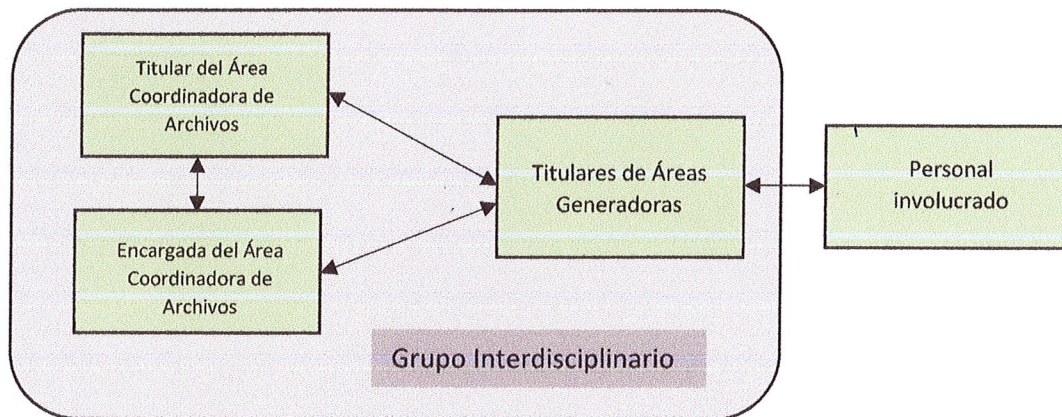 Titular del Área
Coordinadora de
Archivos
Encargada del Área
Coordinadora de
Archivos
Titulares de Áreas
Generadoras
Personal
involucrado
Grupo Interdisciplinario